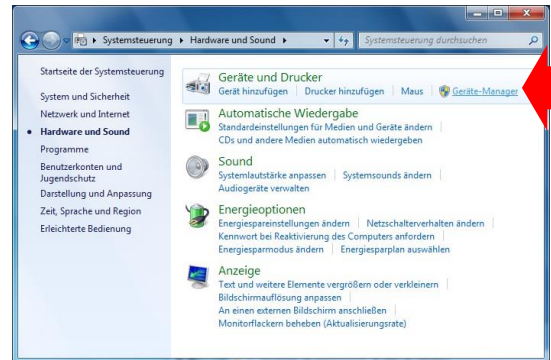 Systemsteuerung Hardware und Sound
Systemsteuerung durchsuchen
Startseite der Systemsteuerung
System und Sicherheit
Netzwerk und Internet
Hardware und Sound
Programme
Benutzerkonten und
Jugendschutz
Darstellung und Anpassung
Zeit, Sprache und Region
Erleichterte Bedienung
Geräte und Drucker
Gerät hinzufügen Drucker hinzufügen Maus Geräte-Manager
Automatische Wiedergabe
Standardeinstellungen für Medien und Geräte ändern
CDs und andere Medien automatisch wiedergeben
Sound
Systemlautstärke anpassen Systemsounds ändern
Audiogeräte verwalten
Energieoptionen
Energiespareinstellungen ändern Netzschalterverhalten ändern
Kennwort bei Reaktivierung des Computers anfordern
Energiesparmodus ändern Energiesparplan auswählen
Anzeige
Text und weitere Elemente vergrößern oder verkleinern
Bildschirmauflösung anpassen
An einen externen Bildschirm anschließen
Monitorflackern beheben (Aktualisierungsrate)